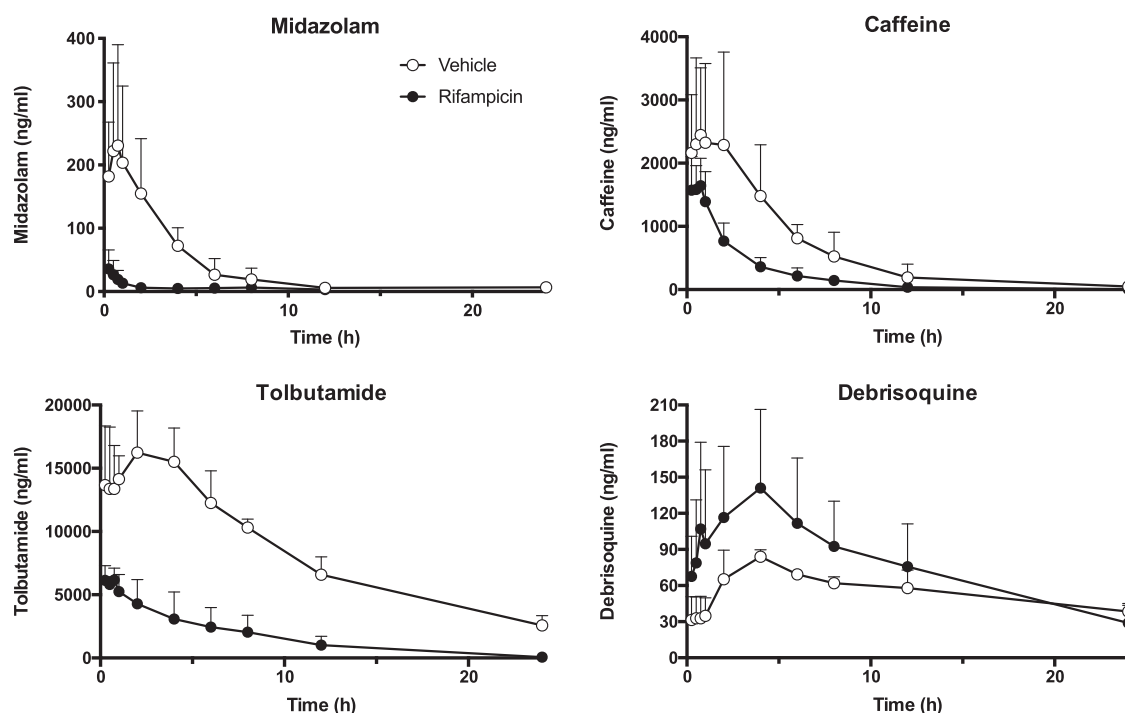 Midazolam
Midazolam (ng/ml)
400
300
200
100
0
0
10
20
Time (h)
Vehicle
Rifampicin
Caffeine
Caffeine (ng/ml)
4000
3000
2000
1000
0
0
10
20
Time (h)
Tolbutamide
Tolbutamide (ng/ml)
20000
15000
10000
5000
0
0
10
20
Time (h)
Debrisoquine
Debrisoquine (ng/ml)
210
180
150
120
90
60
30
0
0
10
20
Time (h)